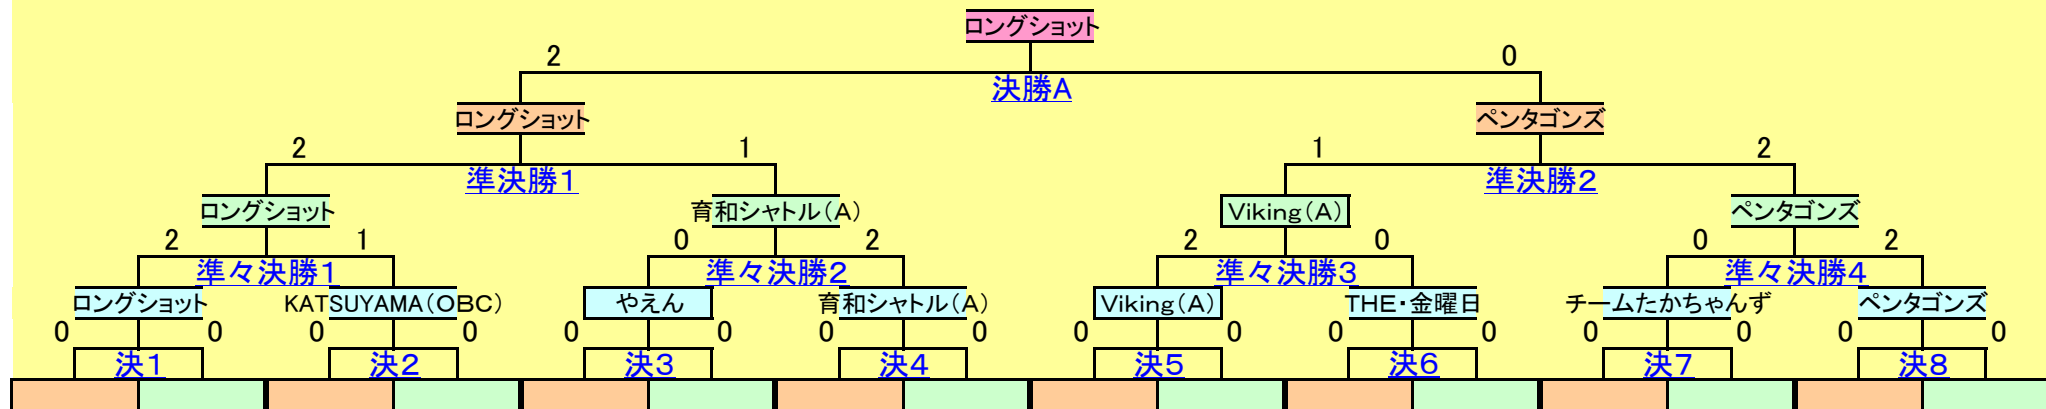 ロングショット
2 0
決勝A
ロングショット ペンタゴンズ
2 1 1 2
準決勝1 準決勝2
ロングショット 育和シャトル(A) Viking(A) ペンタゴンズ
2 1 0 2 2 0 0 2
準々決勝1 準々決勝2 準々決勝3 準々決勝4
ロングショット KATSUYAMA(OBC) やえん 育和シャトル(A) Viking(A) THE・金曜日 チームたかちゃんず ペンタゴンズ
0 0 0 0 0 0 0 0 0 0 0 0 0 0 0 0
決1 決2 決3 決4 決5 決6 決7 決8